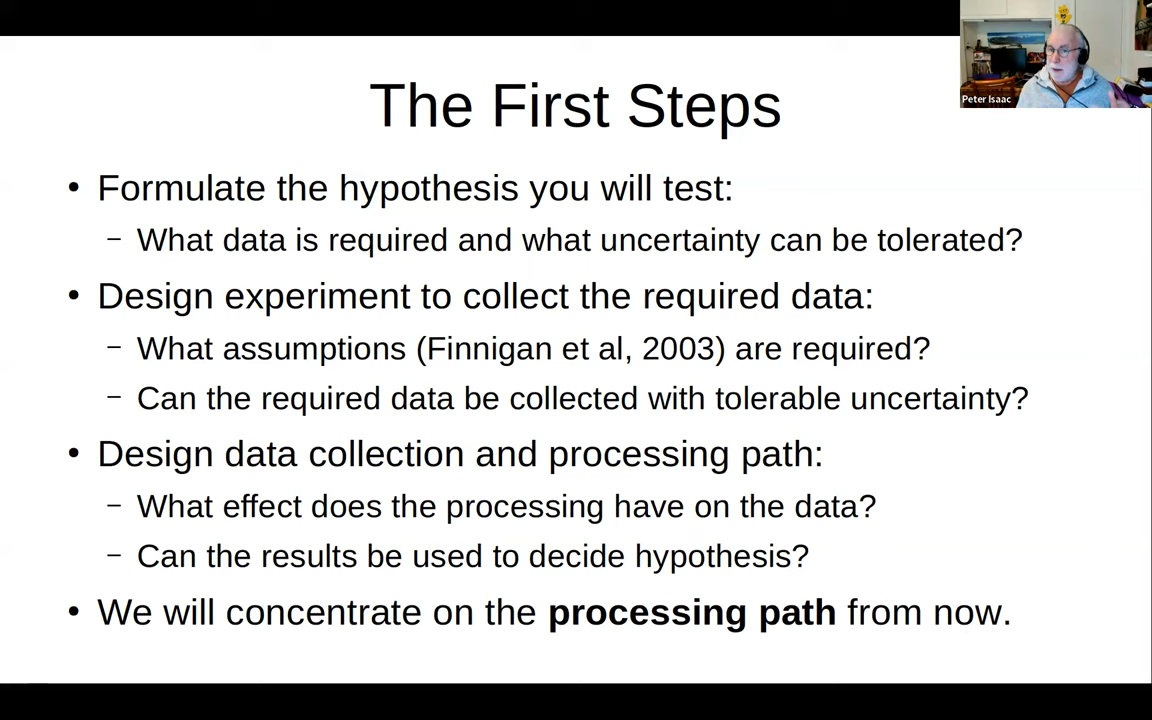 The First Steps
Peter Isaac
• Formulate the hypothesis you will test:
– What data is required and what uncertainty can be tolerated?
• Design experiment to collect the required data:
– What assumptions (Finnigan et al, 2003) are required?
– Can the required data be collected with tolerable uncertainty?
• Design data collection and processing path:
– What effect does the processing have on the data?
– Can the results be used to decide hypothesis?
• We will concentrate on the processing path from now.